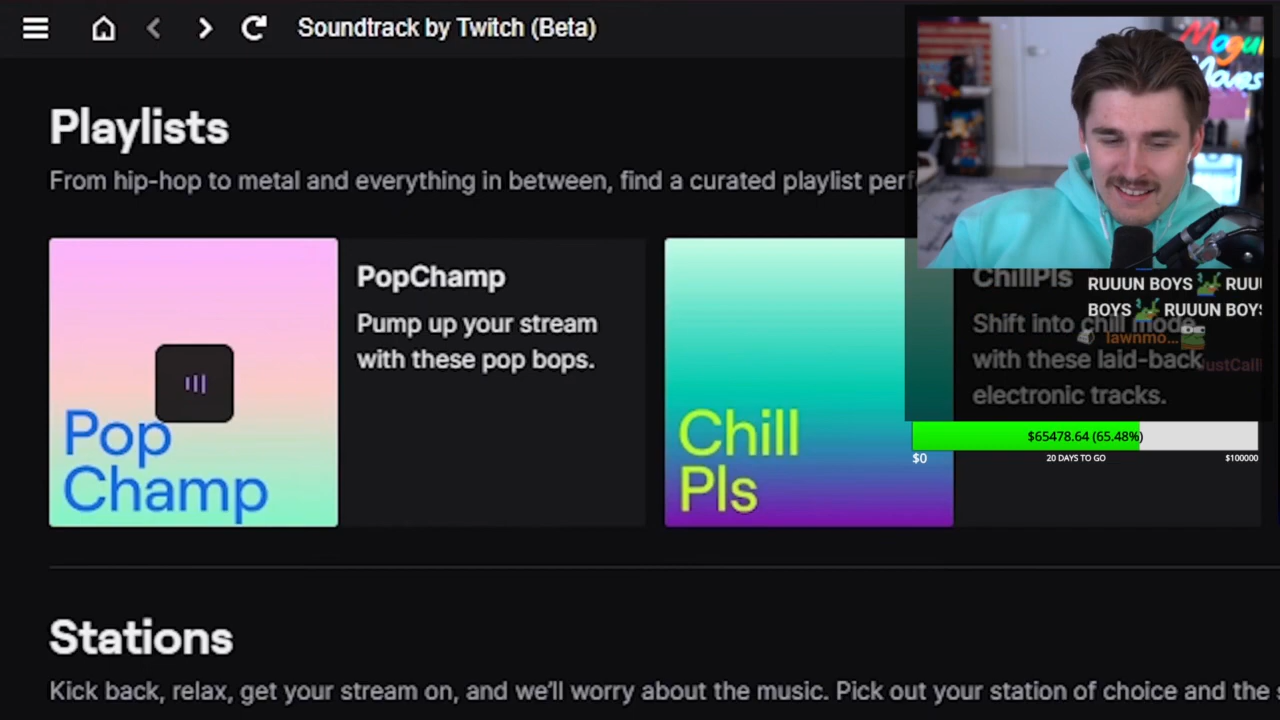 Soundtrack by Twitch (Beta)
Mogul
Moves
Playlists
From hip-hop to metal and everything in between, find a curated playlist
PopChamp
Pump up your stream
with these pop bops.
Pop
Champ
Chill
Pls
ChillPls
Shift into chill mode
with these laid-back
electronic tracks.
RUUUN BOYS
BOYS RUUUN BOYS
lawnmo...
$65478.64 (65.48%)
$0
20 DAYS TO GO
$100000
Stations
Kick back, relax, get your stream on, and we'll worry about the music. Pick out your station of choice and the